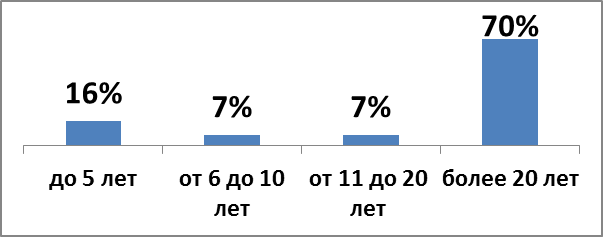 70%
16%
7%
7%
до 5 лет
от 6 до 10
лет
от 11 до 20
лет
более 20 лет